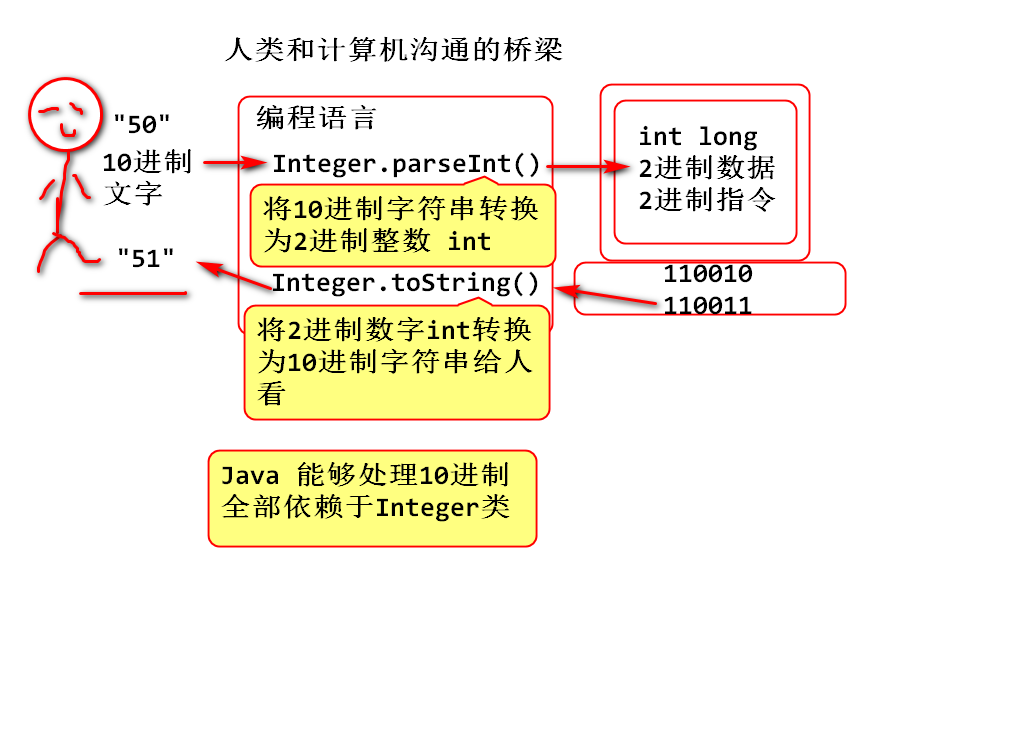 人类和计算机沟通的桥梁
"50"
10进制
文字
"51"
编程语言
Integer.parseInt()
将10进制字符串转换
为2进制整数 int
Integer.toString()
将2进制数字int转换
为10进制字符串给人
看
int long
2进制数据
2进制指令
110010
110011
Java 能够处理10进制
全部依赖于Integer类